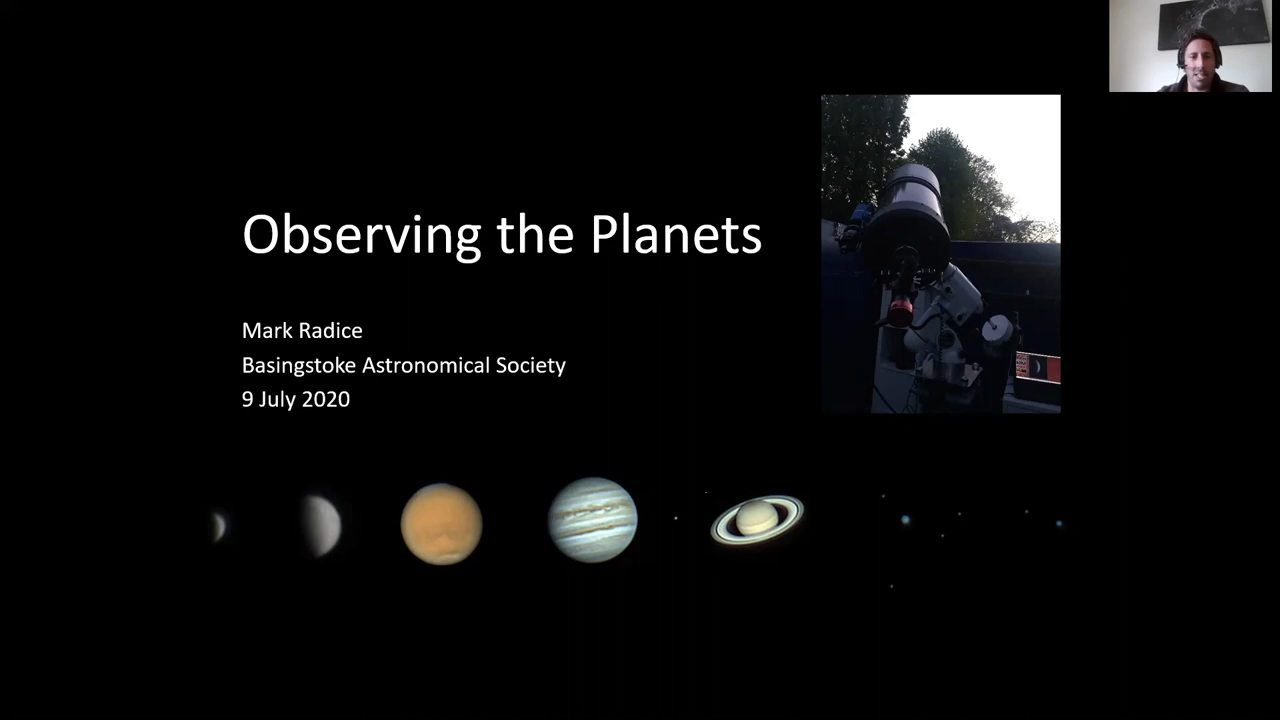 Observing the Planets
Mark Radice
Basingstoke Astronomical Society
9 July 2020